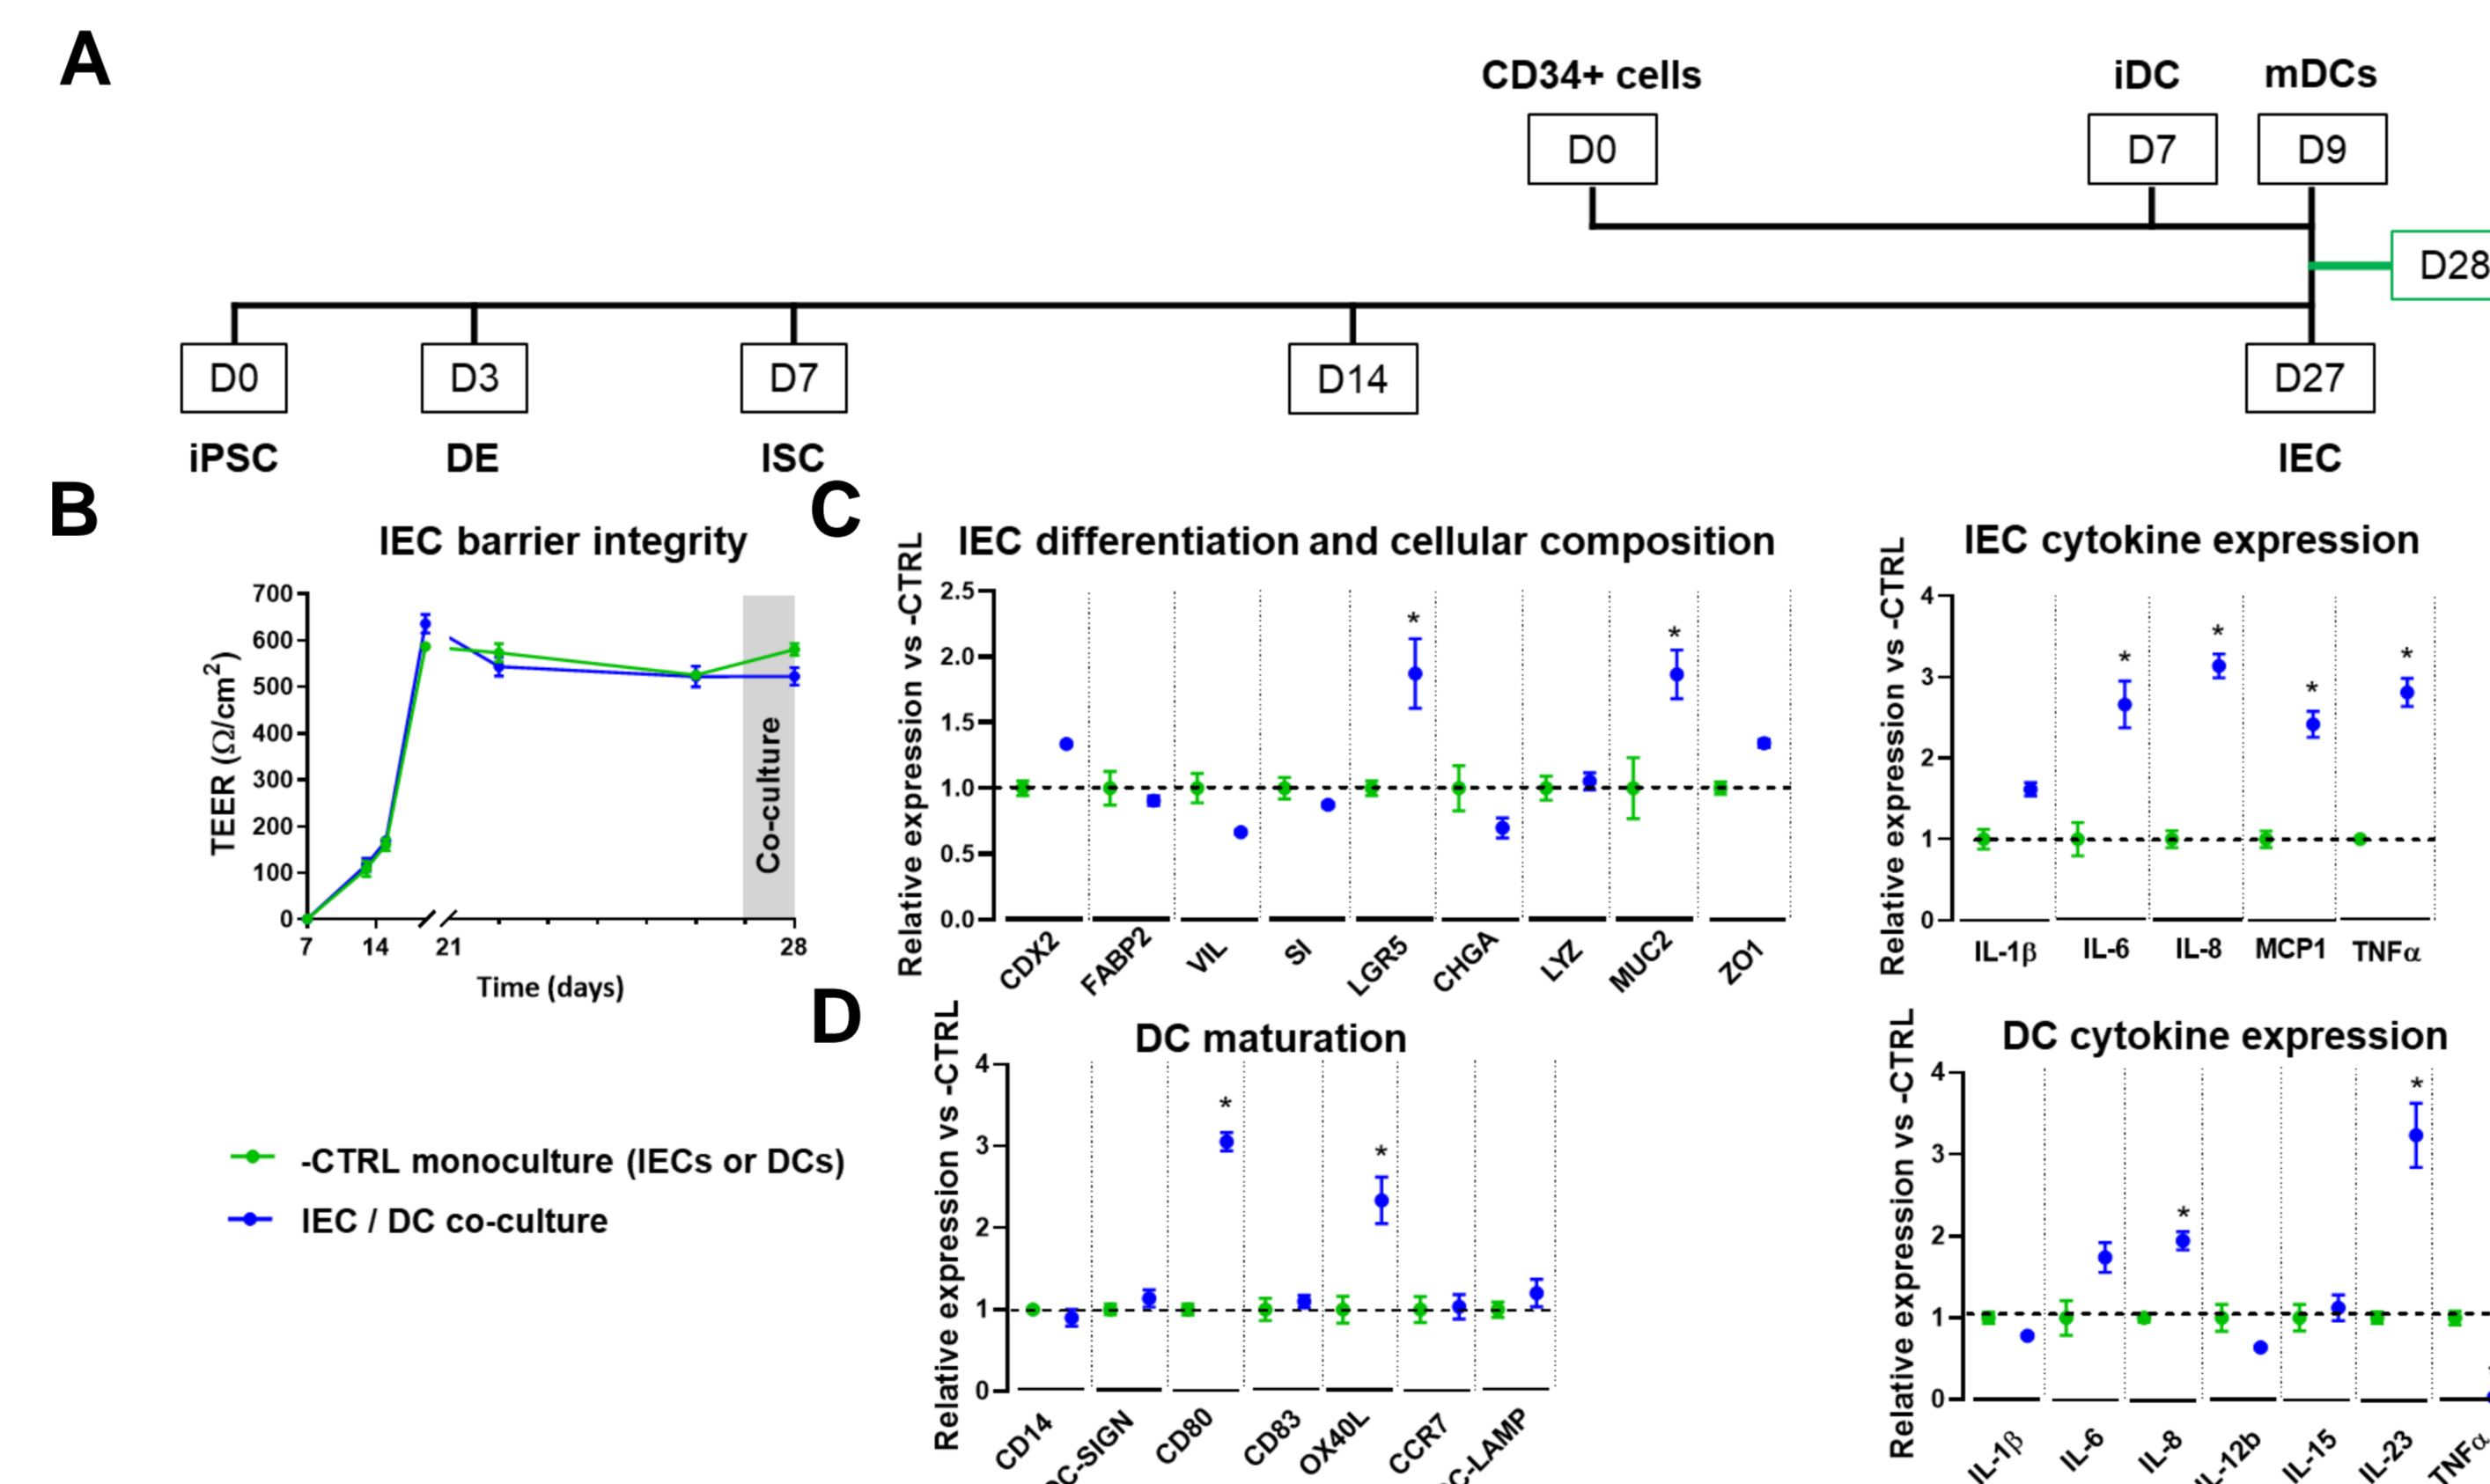 A
CD34+ cells
iDC
mDCs
D0
D7
D9
D28
D0
D3
D7
D14
D27
iPSC
DE
ISC
IEC
B
IEC barrier integrity
TEER (Ω/cm²)
700
600
500
400
300
200
100
0
7
14
21
28
Co-culture
Time (days)
-CTRL monoculture (IECs or DCs)
IEC / DC co-culture
C
IEC differentiation and cellular composition
Relative expression vs -CTRL
2.5
2.0
1.5
1.0
0.5
0.0
*
*
CDX2
FABP2
VIL
SI
LGR5
CHGA
LYZ
MUC2
ZO1
IEC cytokine expression
Relative expression vs -CTRL
4
3
2
1
0
*
*
*
*
IL-1β
IL-6
IL-8
MCP1
TNFα
D
DC maturation
Relative expression vs -CTRL
4
3
2
1
0
*
*
CD14
DC-SIGN
CD80
CD83
OX40L
CCR7
DC-LAMP
DC cytokine expression
Relative expression vs -CTRL
4
3
2
1
0
*
*
IL-1β
IL-6
IL-8
IL-12b
IL-15
IL-23
TNFα